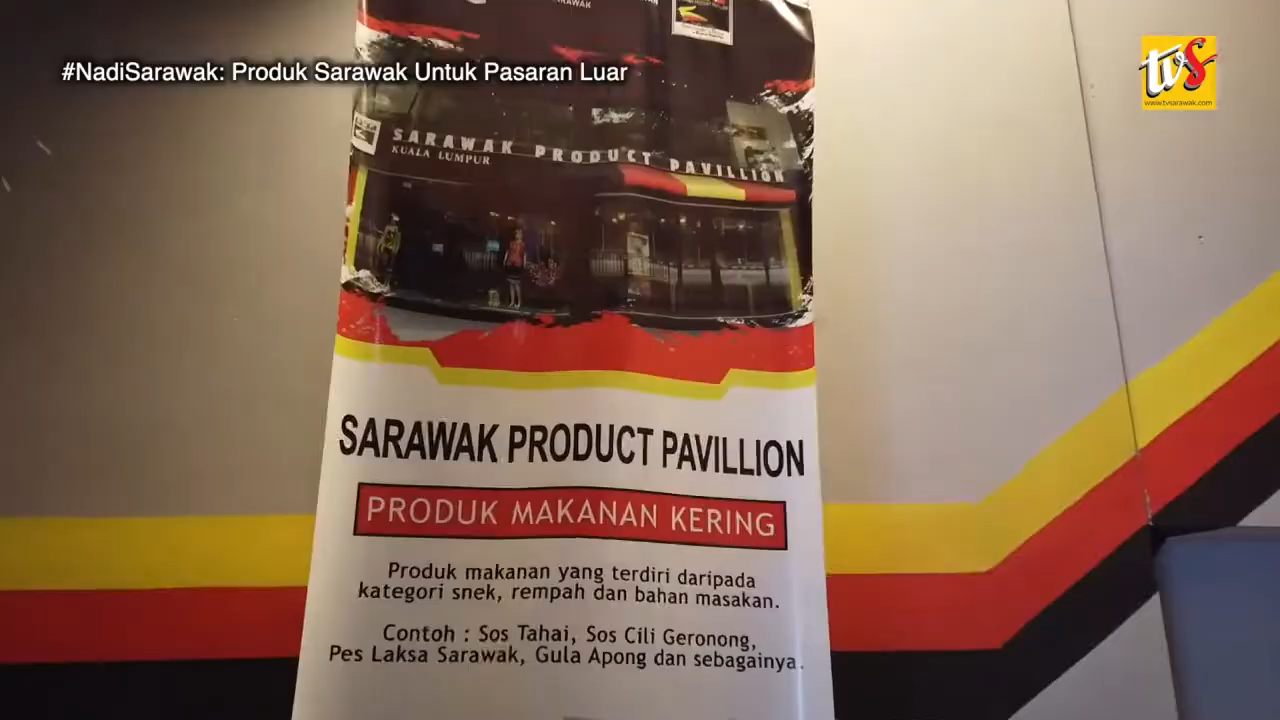 SARAWAK
#NadiSarawak: Produk Sarawak Untuk Pasaran Luar
tvS
www.tvsarawak.com
SARAWAK PRODUCT PAVILLION
KUALA LUMPUR
SARAWAK PRODUCT PAVILLION
PRODUK MAKANAN KERING
Produk makanan yang terdiri daripada
kategori snek, rempah dan bahan masakan.
Contoh : Sos Tahai, Sos Cili Geronong,
Pes Laksa Sarawak, Gula Apong dan sebagainya.